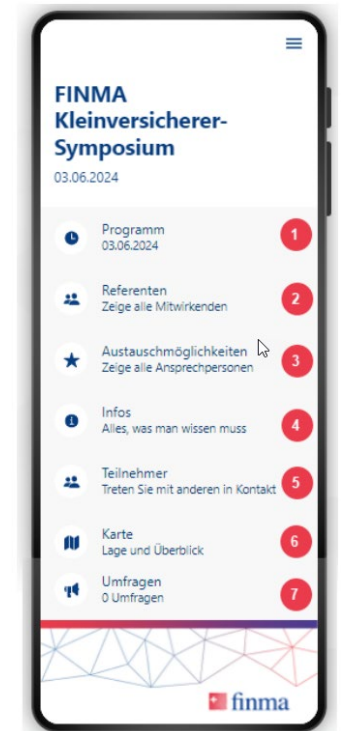 FINMA
Kleinversicherer-
Symposium
03.06.2024
Programm
03.06.2024
1
Referenten
Zeige alle Mitwirkenden
2
Austauschmöglichkeiten
Zeige alle Ansprechpersonen
3
Infos
Alles, was man wissen muss
4
Teilnehmer
Treten Sie mit anderen in Kontakt
5
Karte
Lage und Überblick
6
Umfragen
0 Umfragen
7
finma